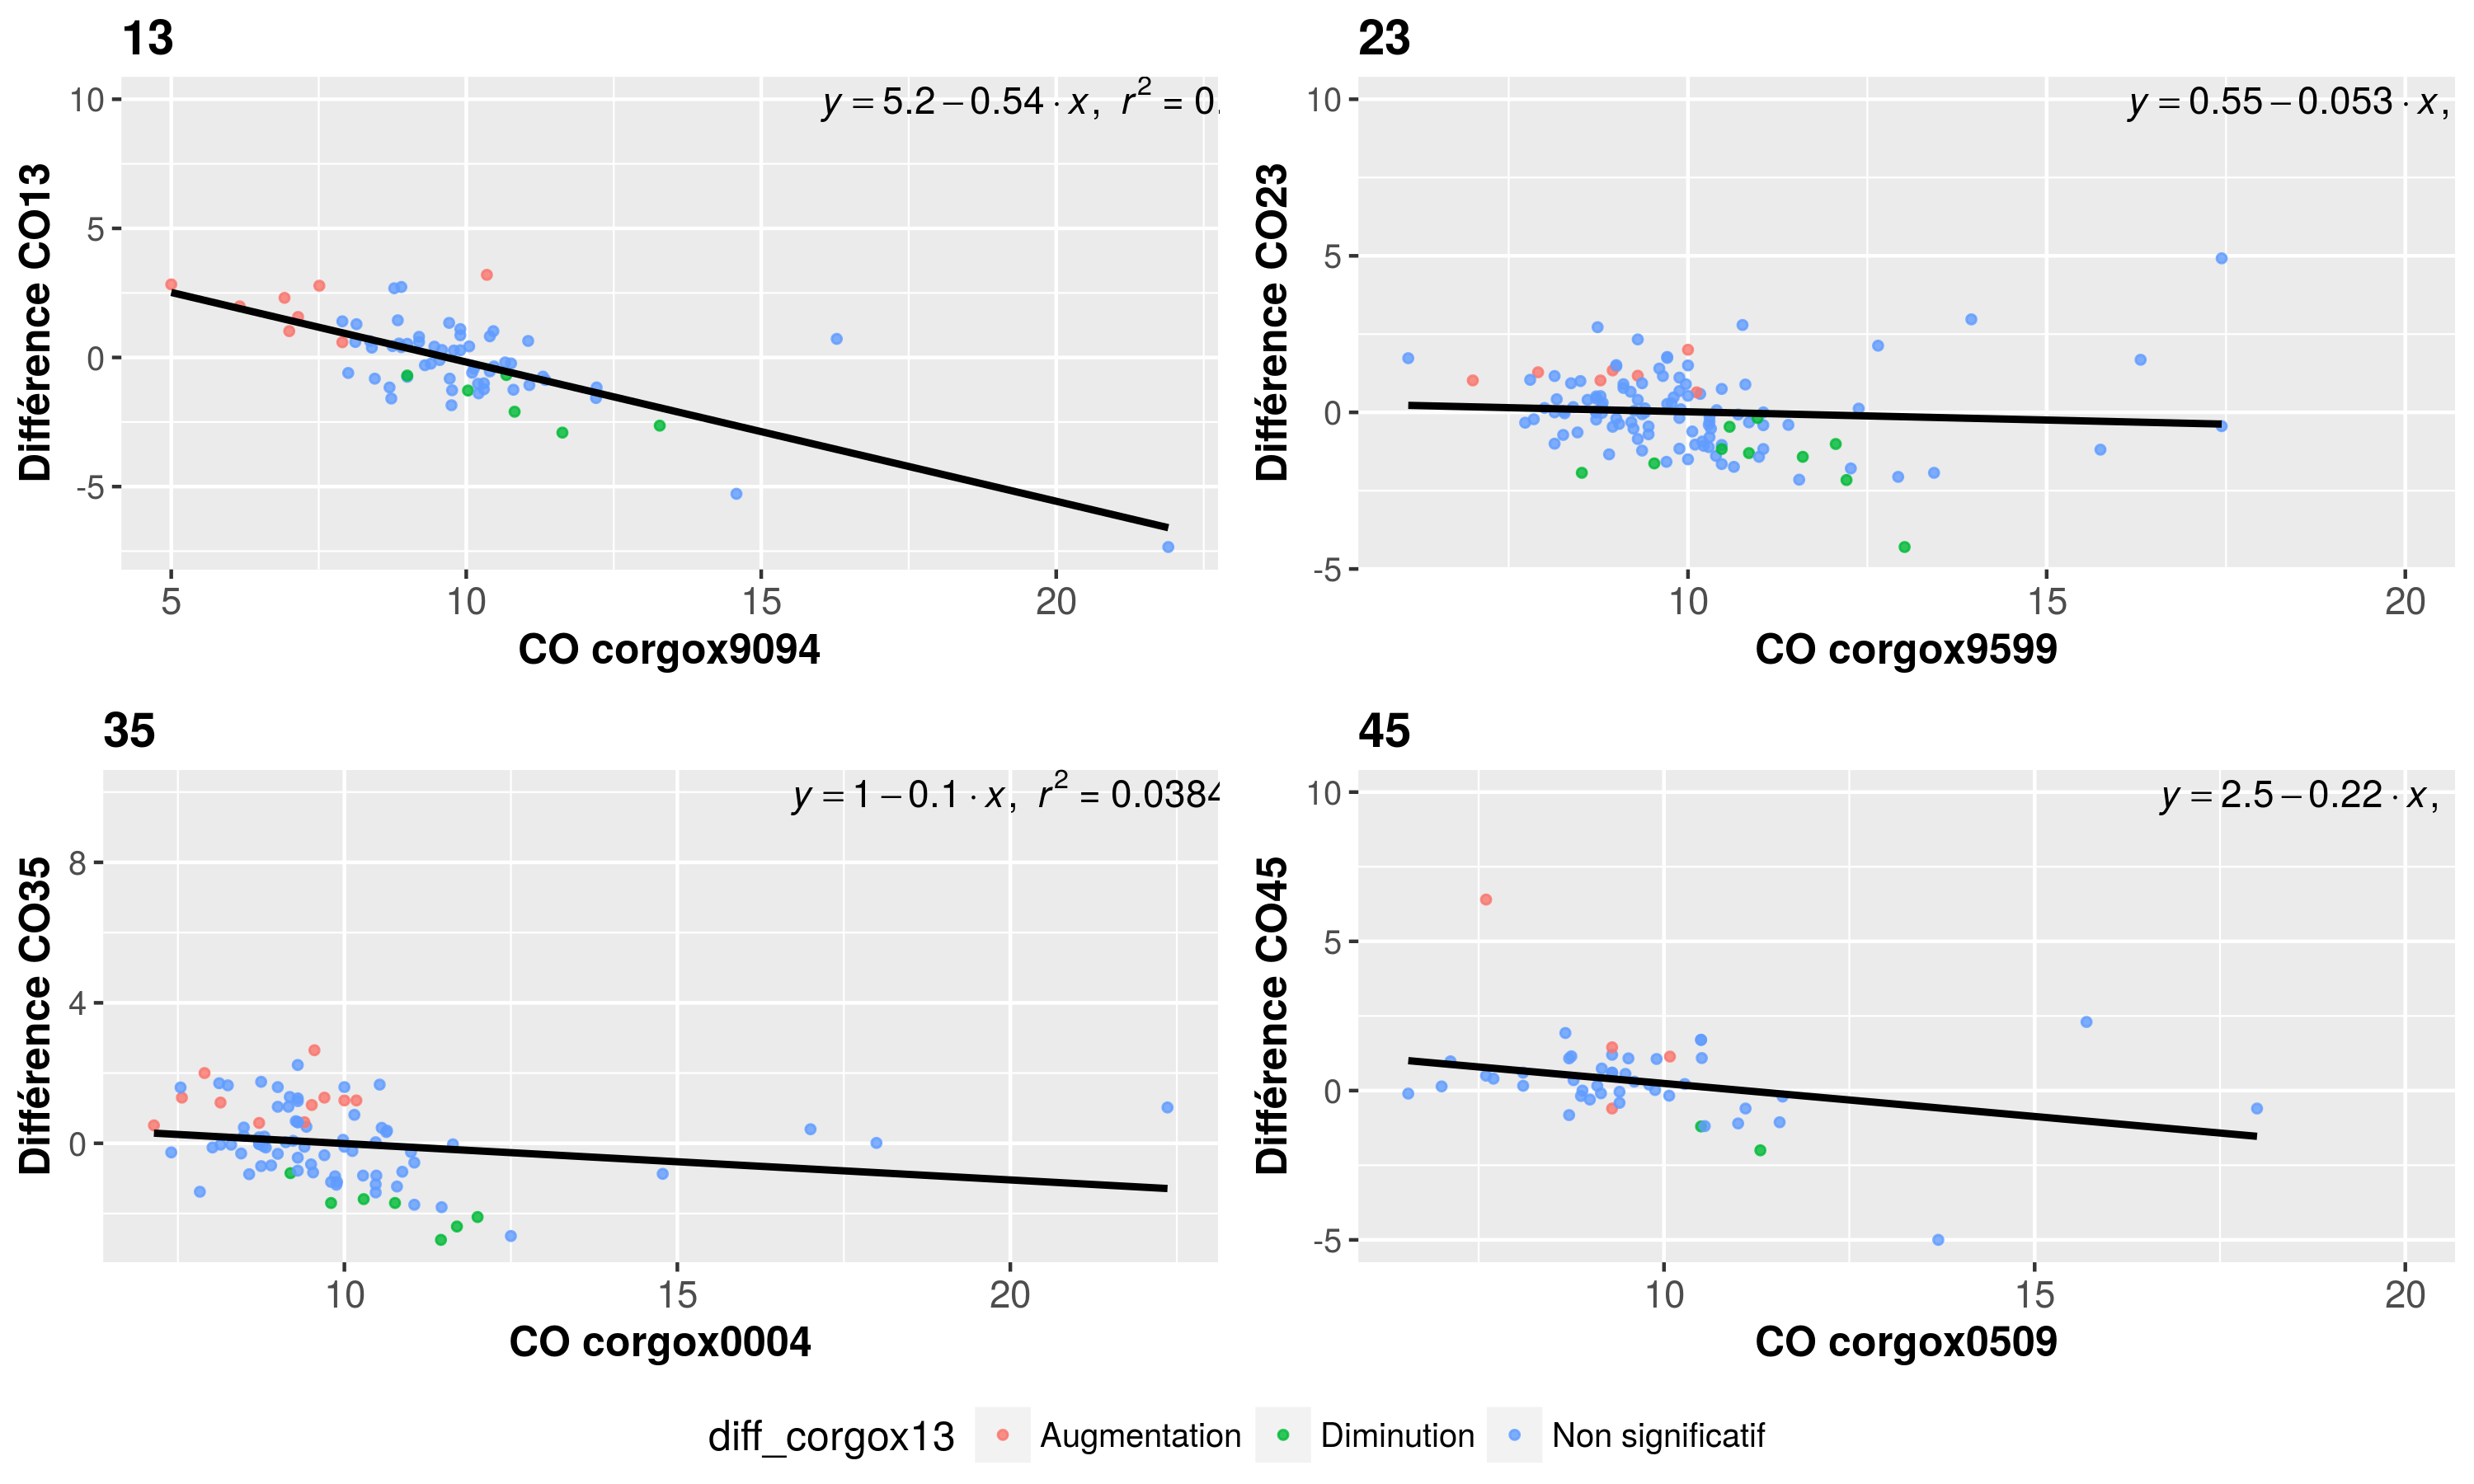 13
10
5
0
-5
Différence CO13
y = 5.2 − 0.54 · x, r² = 0.
5 10 15 20
CO corgox9094
23
10
5
0
-5
Différence CO23
y = 0.55 − 0.053 · x,
10 15 20
CO corgox9599
35
8
4
0
Différence CO35
y = 1 − 0.1 · x, r² = 0.0384
10 15 20
CO corgox0004
45
10
5
0
-5
Différence CO45
y = 2.5 − 0.22 · x,
10 15 20
CO corgox0509
diff_corgox13 Augmentation Diminution Non significatif